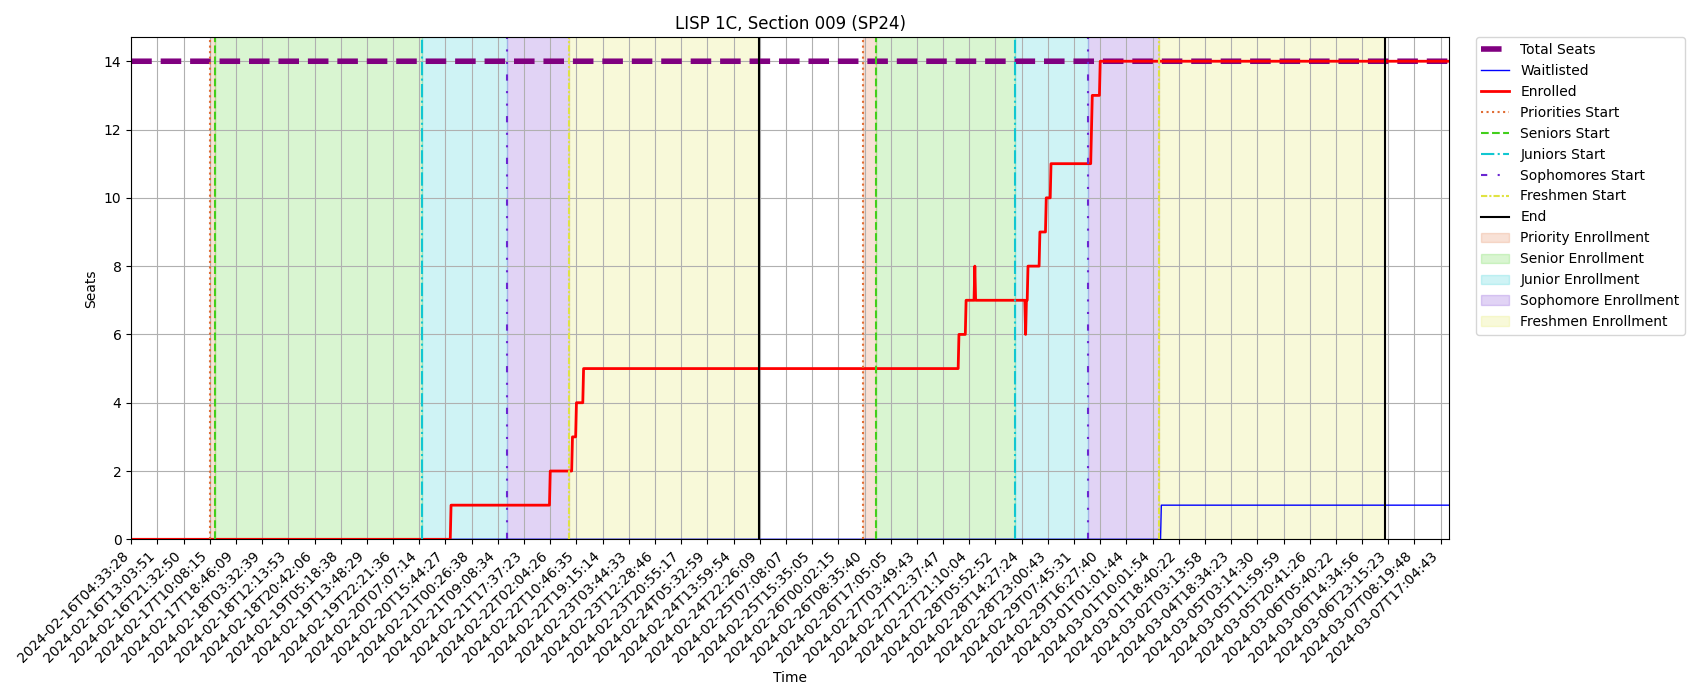 LISP 1C, Section 009 (SP24)
Seats
14
12
10
8
6
4
2
0
2024-02-16T04:33:28
2024-02-16T13:03:51
2024-02-16T21:32:50
2024-02-17T10:08:15
2024-02-17T18:46:09
2024-02-18T03:32:39
2024-02-18T12:13:53
2024-02-18T20:42:06
2024-02-19T05:18:38
2024-02-19T13:48:29
2024-02-19T22:21:36
2024-02-20T07:07:14
2024-02-20T15:44:27
2024-02-21T00:26:38
2024-02-21T09:08:34
2024-02-21T17:37:23
2024-02-22T02:04:26
2024-02-22T10:46:35
2024-02-22T19:15:14
2024-02-23T03:44:33
2024-02-23T12:28:46
2024-02-23T20:55:17
2024-02-24T05:32:59
2024-02-24T13:59:54
2024-02-24T22:26:09
2024-02-25T07:08:07
2024-02-25T15:35:05
2024-02-26T00:02:15
2024-02-26T08:35:40
2024-02-26T17:05:05
2024-02-27T03:49:43
2024-02-27T12:37:47
2024-02-27T21:10:04
2024-02-28T05:52:52
2024-02-28T14:27:24
2024-02-28T23:00:43
2024-02-29T07:45:31
2024-02-29T16:27:40
2024-03-01T01:01:44
2024-03-01T10:01:54
2024-03-01T18:40:22
2024-03-02T03:13:58
2024-03-04T18:34:23
2024-03-05T03:14:30
2024-03-05T11:59:59
2024-03-05T20:41:26
2024-03-06T05:40:22
2024-03-06T14:34:56
2024-03-06T23:15:23
2024-03-07T08:19:48
2024-03-07T17:04:43
Time
Total Seats
Waitlisted
Enrolled
Priorities Start
Seniors Start
Juniors Start
Sophomores Start
Freshmen Start
End
Priority Enrollment
Senior Enrollment
Junior Enrollment
Sophomore Enrollment
Freshmen Enrollment